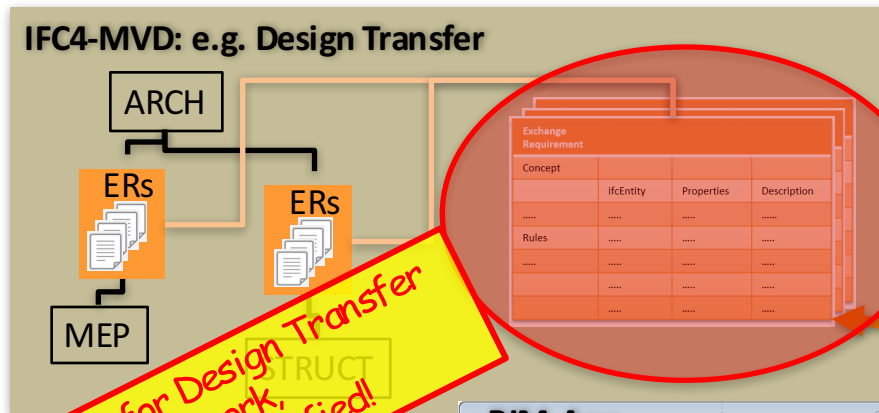 IFC4-MVD: e.g. Design Transfer
ARCH
ERs
ERs
MEP
STRUCT
Exchange
Requirement
Concept
ifcEntity Properties Description
..... ..... ..... ......
Rules ..... ..... .....
..... ..... ..... .....
..... ..... .....
..... ..... .....
for Design Transfer